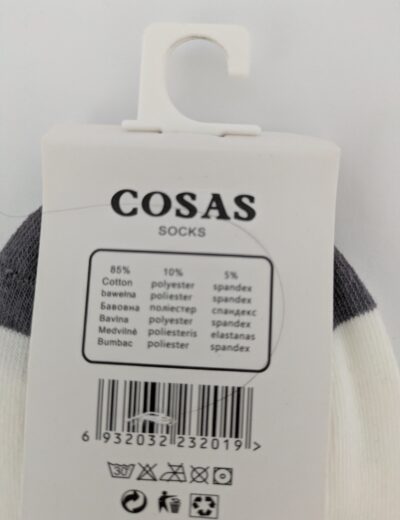 COSAS
SOCKS
85% 10% 5%
Cotton polyester spandex
bawełna poliester spandex
Бавовна поліестер спандекс
Bavlna polyester spandex
Medvilnė poliesteris elastanas
Bumbac poliester spandex
6 932032 232019 >
30°